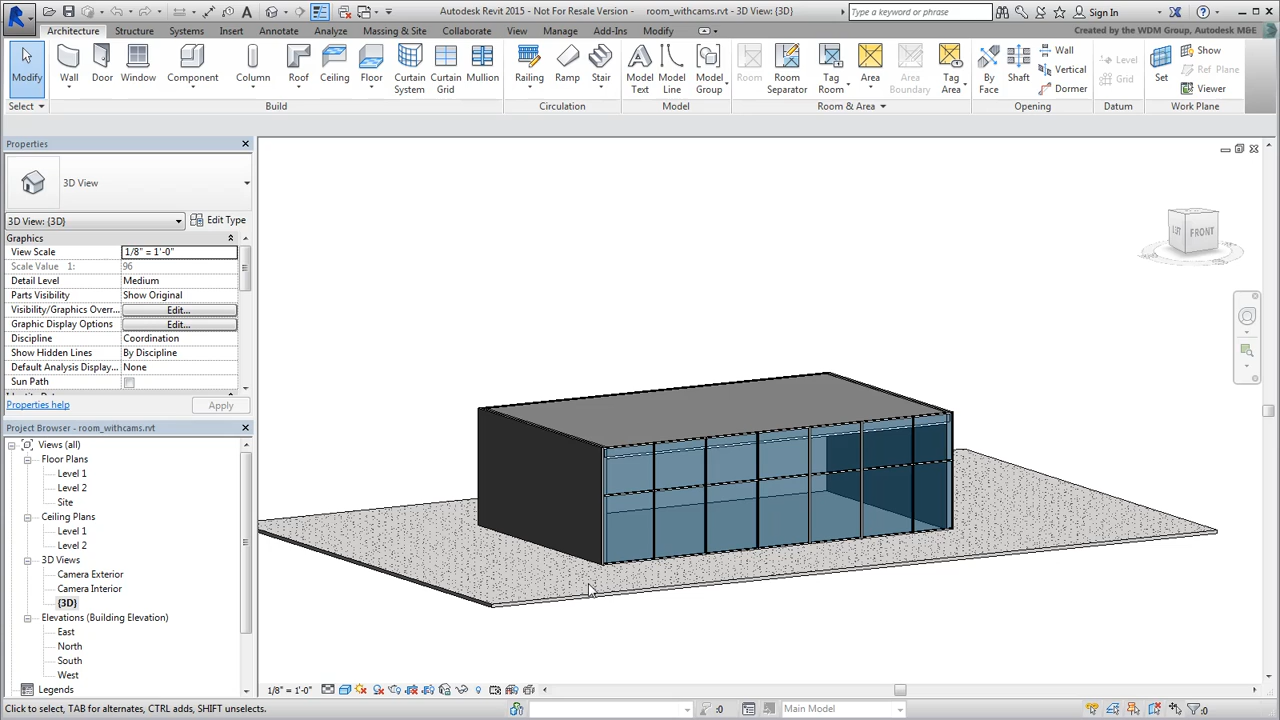 Autodesk Revit 2015 - Not For Resale Version - room_withcams.rvt - 3D View: {3D}
Type a keyword or phrase
Sign In
Architecture Structure Systems Insert Annotate Analyze Massing & Site Collaborate View Manage Add-Ins Modify
Created by the WDM Group, Autodesk M&E
Modify Wall Door Window Component Column Roof Ceiling Floor Curtain System Curtain Grid Mullion Railing Ramp Stair Model Text Model Line Model Group Room Room Separator Tag Room Area Area Boundary Tag Area By Face Shaft Wall Vertical Dormer Level Grid Set Show Ref Plane Viewer
Select Build Circulation Model Room & Area Opening Datum Work Plane
Properties
3D View
3D View: {3D} Edit Type
Graphics
View Scale 1/8" = 1'-0"
Scale Value 1: 96
Detail Level Medium
Parts Visibility Show Original
Visibility/Graphics Overr... Edit...
Graphic Display Options Edit...
Discipline Coordination
Show Hidden Lines By Discipline
Default Analysis Display... None
Sun Path
Properties help Apply
Project Browser - room_withcams.rvt
Views (all)
Floor Plans
Level 1
Level 2
Site
Ceiling Plans
Level 1
Level 2
3D Views
Camera Exterior
Camera Interior
{3D}
Elevations (Building Elevation)
East
North
South
West
Legends
FRONT
1/8" = 1'-0"
Click to select, TAB for alternates, CTRL adds, SHIFT unselects.
:0
Main Model
:0